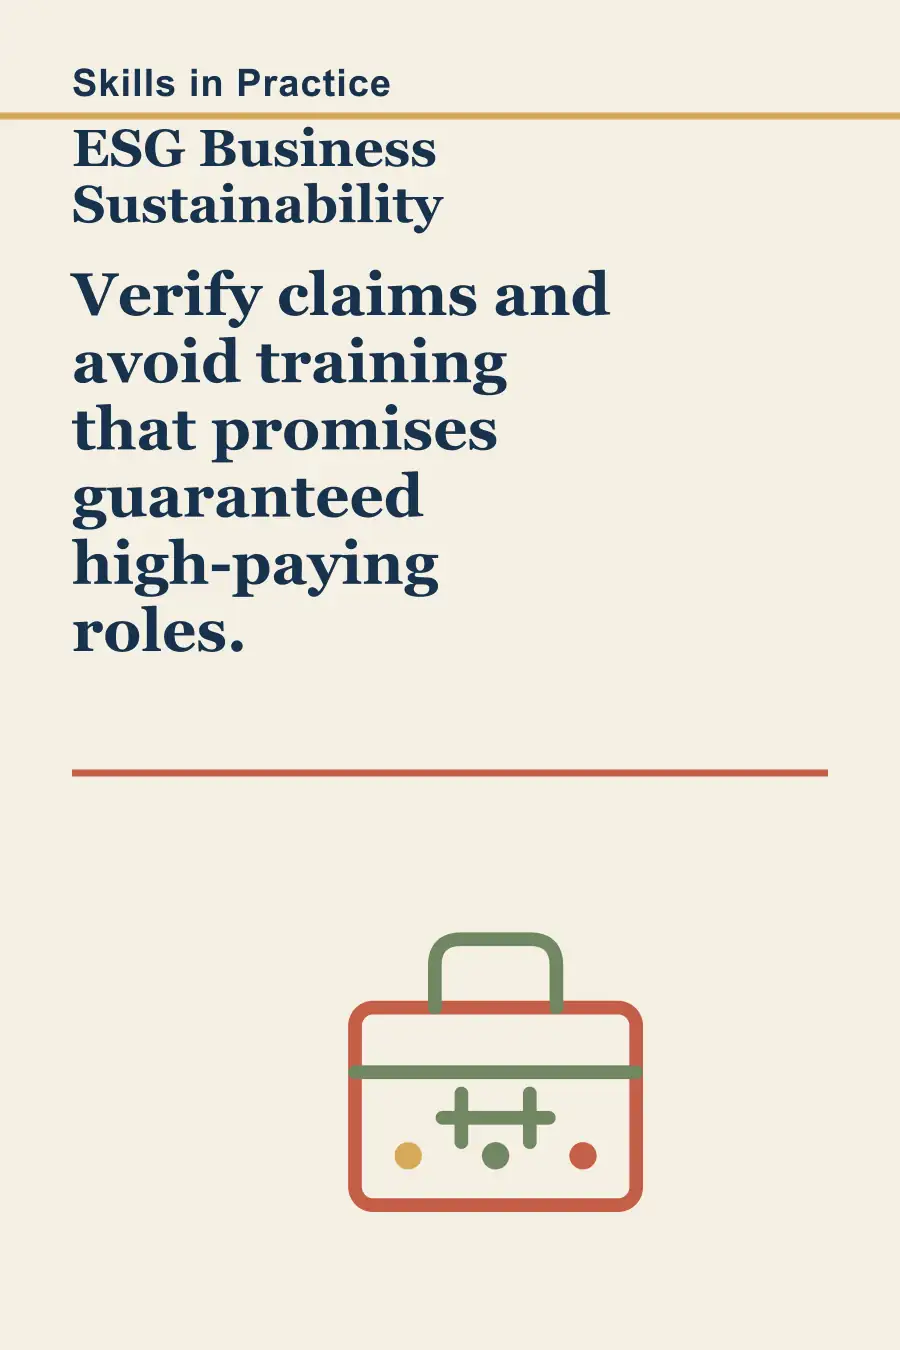 Skills in Practice
ESG Business
Sustainability
Verify claims and
avoid training
that promises
guaranteed
high-paying
roles.